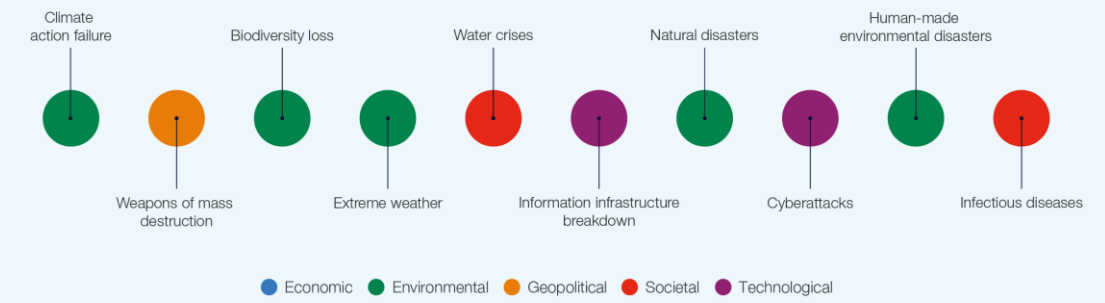 Climate
action failure
Biodiversity loss
Water crises
Natural disasters
Human-made
environmental disasters
Weapons of mass
destruction
Extreme weather
Information infrastructure
breakdown
Cyberattacks
Infectious diseases
Economic
Environmental
Geopolitical
Societal
Technological